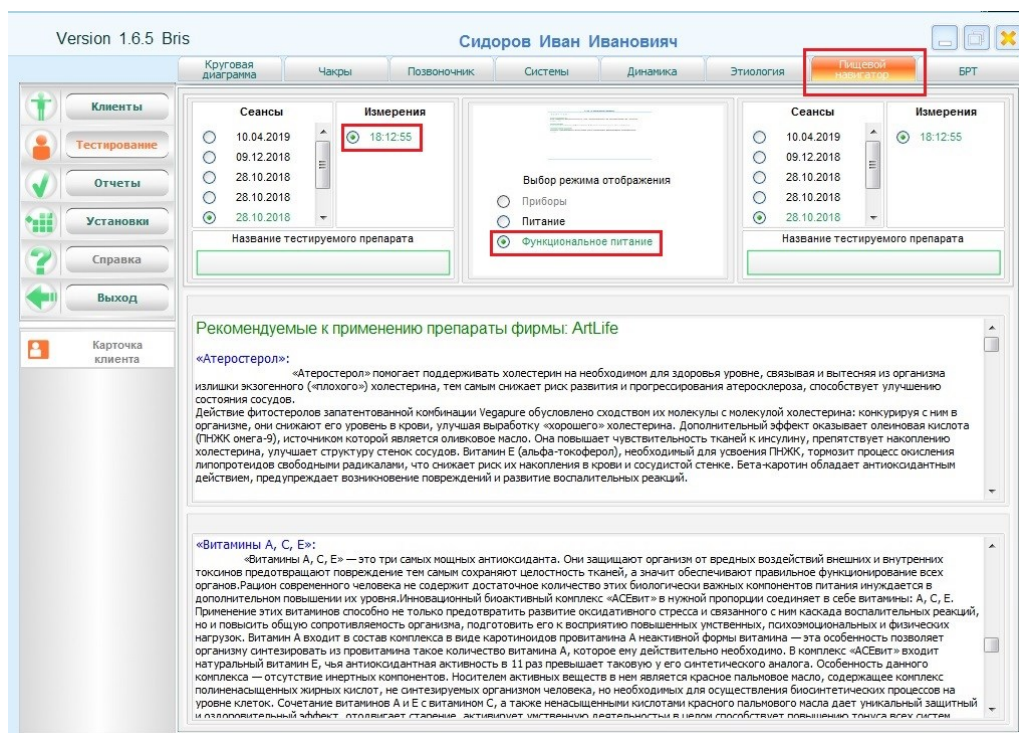 Version 1.6.5 Bris
Сидоров Иван Ивановияч
Круговая диаграмма
Чакры
Позвоночник
Системы
Динамика
Этиология
Пищевой навигатор
БРТ
Клиенты
Тестирование
Отчеты
Установки
Справка
Выход
Карточка
клиента
Сеансы
Измерения
10.04.2019
18:12:55
09.12.2018
28.10.2018
28.10.2018
28.10.2018
Название тестируемого препарата
Выбор режима отображения
Приборы
Питание
Функциональное питание
Сеансы
Измерения
10.04.2019
18:12:55
09.12.2018
28.10.2018
28.10.2018
28.10.2018
Название тестируемого препарата
Рекомендуемые к применению препараты фирмы: ArtLife
«Атеростерол»:
«Атеростерол» помогает поддерживать холестерин на необходимом для здоровья уровне, связывая и вытесняя из организма
излишки экзогенного («плохого») холестерина, тем самым снижает риск развития и прогрессирования атеросклероза, способствует улучшению
состояния сосудов.
Действие фитостеролов запатентованной комбинации Vegapure обусловлено сходством их молекулы с молекулой холестерина: конкурируя с ним в
организме, они снижают его уровень в крови, улучшая выработку «хорошего» холестерина. Дополнительный эффект оказывает олеиновая кислота
(ПНЖК омега-9), источником которой является оливковое масло. Она повышает чувствительность тканей к инсулину, препятствует накоплению
холестерина, улучшает структуру стенок сосудов. Витамин Е (альфа-токоферол), необходимый для усвоения ПНЖК, тормозит процесс окисления
липопротеидов свободными радикалами, что снижает риск их накопления в крови и сосудистой стенке. Бета-каротин обладает антиоксидантным
действием, предупреждает возникновение повреждений и развитие воспалительных реакций.
«Витамины А, С, Е»:
«Витамины А, С, Е» — это три самых мощных антиоксиданта. Они защищают организм от вредных воздействий внешних и внутренних
токсинов предотвращают повреждение тем самым сохраняют целостность тканей, а значит обеспечивают правильное функционирование всех
органов.Рацион современного человека не содержит достаточное количество этих биологически важных компонентов питания инуждается в
дополнительном повышении их уровня.Инновационный биоактивный комплекс «АСЕвит» в нужной пропорции соединяет в себе витамины: А, С, Е.
Применение этих витаминов способно не только предотвратить развитие оксидативного стресса и связанного с ним каскада воспалительных реакций,
но и повысить общую сопротивляемость организма, подготовить его к восприятию повышенных умственных, психоэмоциональных и физических
нагрузок. Витамин А входит в состав комплекса в виде каротиноидов провитамина А неактивной формы витамина — эта особенность позволяет
организму синтезировать из провитамина такое количество витамина А, которое ему действительно необходимо. В комплекс «АСЕвит» входит
натуральный витамин Е, чья антиоксидантная активность в 11 раз превышает таковую у его синтетического аналога. Особенность данного
комплекса — отсутствие инертных компонентов. Носителем активных веществ в нем является красное пальмовое масло, содержащее комплекс
полиненасыщенных жирных кислот, не синтезируемых организмом человека, но необходимых для осуществления биосинтетических процессов на
уровне клеток. Сочетание витаминов А и Е с витамином С, а также ненасыщенными кислотами красного пальмового масла дает уникальный защитный
и оздоровительный эффект, отодвигает старение, активирует умственную деятельностьи в целом способствует повышению тонуса всех систем